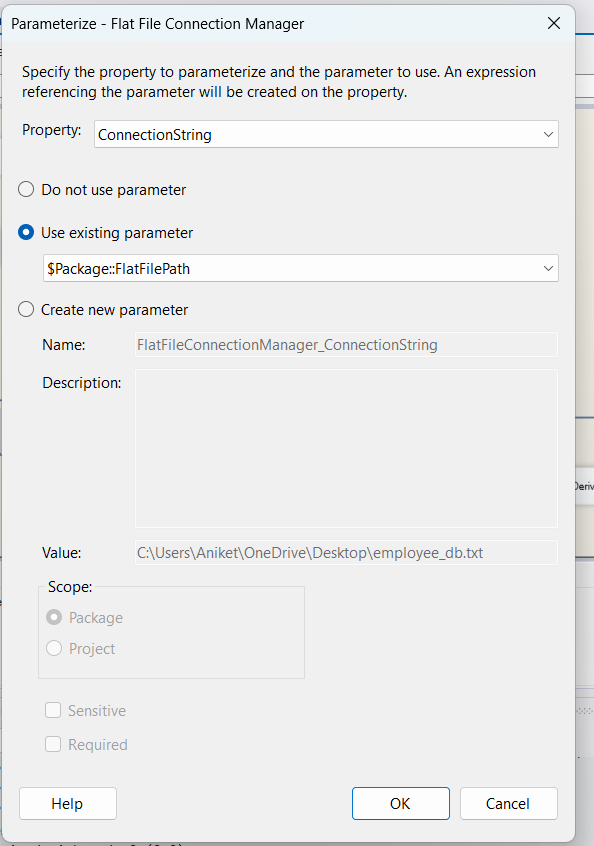 Parameterize - Flat File Connection Manager
Specify the property to parameterize and the parameter to use. An expression
referencing the parameter will be created on the property.
Property: ConnectionString
Do not use parameter
Use existing parameter
$Package::FlatFilePath
Create new parameter
Name: FlatFileConnectionManager_ConnectionString
Description:
Value: C:\Users\Aniket\OneDrive\Desktop\employee_db.txt
Scope:
Package
Project
Sensitive
Required
Help OK Cancel